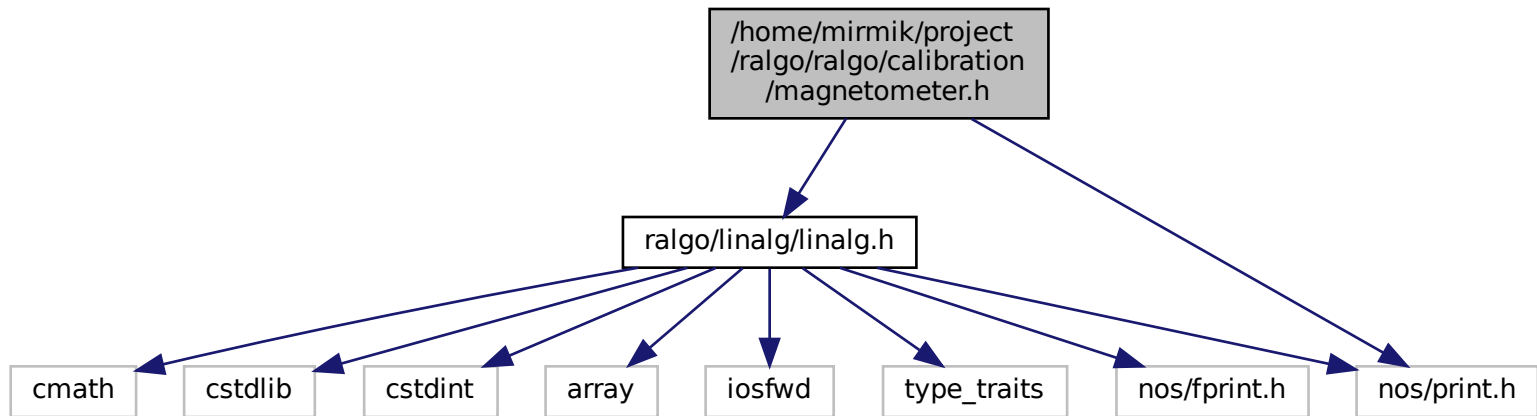 /home/mirmik/project
/ralgo/ralgo/calibration
/magnetometer.h
ralgo/linalg/linalg.h
cmath
cstdlib
cstdint
array
iosfwd
type_traits
nos/fprint.h
nos/print.h